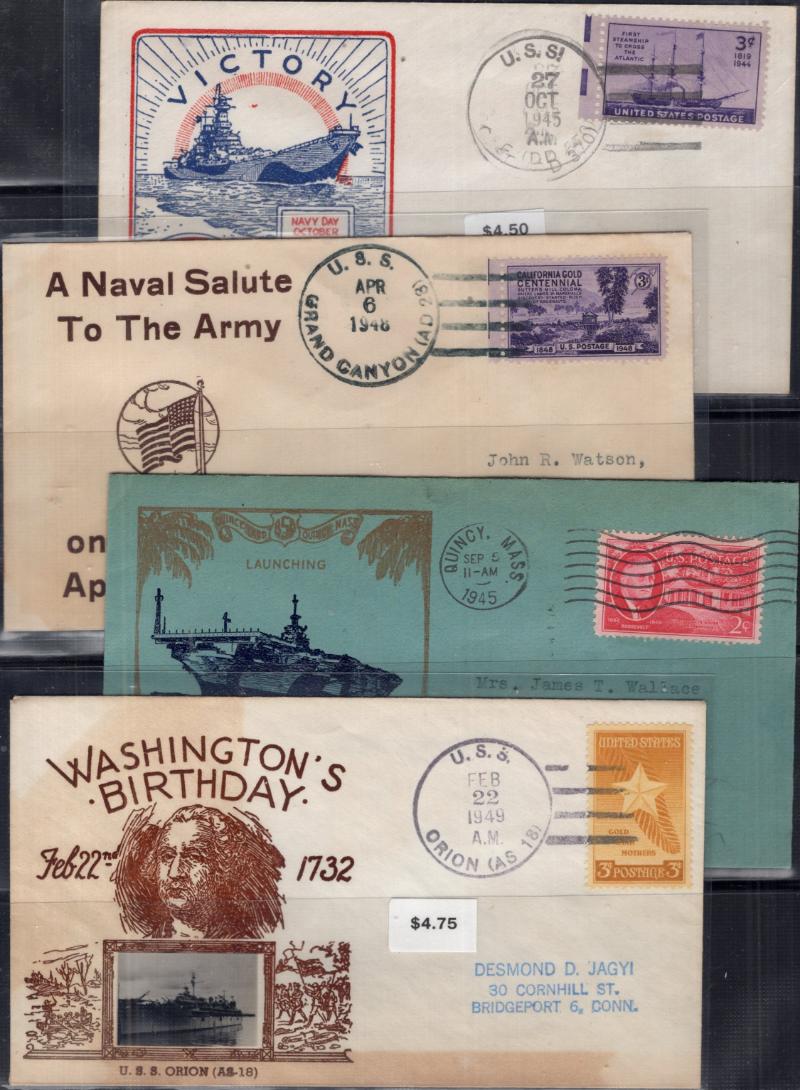 VICTORY
NAVY DAY
OCTOBER
U.S.S.
27
OCT
1945
A.M.
FIRST
STEAMSHIP
TO CROSS
THE
ATLANTIC
3¢
1819
1944
UNITED STATES POSTAGE
$4.50
A Naval Salute
To The Army
on
Ap
U. S. S.
APR
6
1948
GRAND CANYON (AD 28)
CALIFORNIA GOLD
CENTENNIAL
3¢
1848 U.S. POSTAGE 1948
John R. Watson,
QUINCY, MASS.
LAUNCHING
QUINCY, MASS.
SEP 5
11-AM
1945
U.S. POSTAGE
ROOSEVELT
2¢
Mrs. James T. Wallace
WASHINGTON'S
·BIRTHDAY·
Feb 22nd 1732
U. S. S. ORION (AS-18)
U. S. S.
FEB
22
1949
A.M.
ORION (AS 18)
UNITED STATES
GOLD
MOTHERS
3¢ POSTAGE 3¢
$4.75
DESMOND D. JAGYI
30 CORNHILL ST.
BRIDGEPORT 6, CONN.